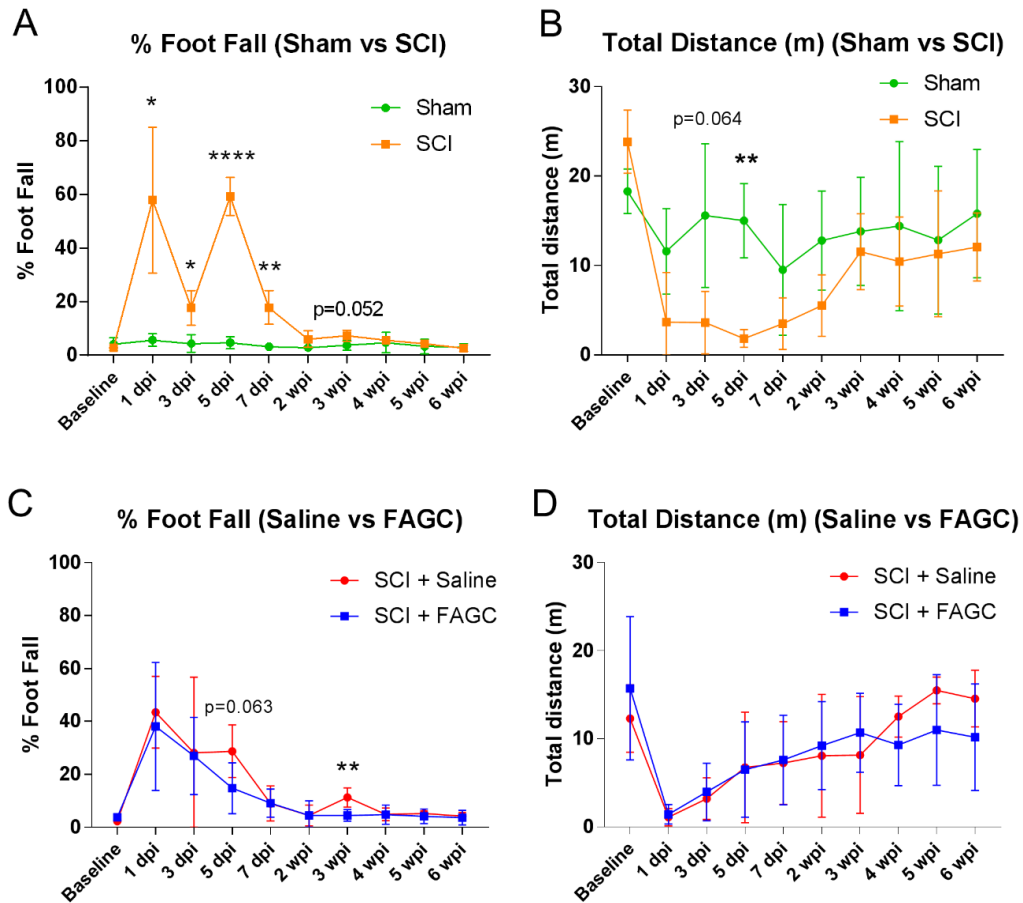 A
% Foot Fall (Sham vs SCI)
% Foot Fall
100
80
60
40
20
0
*
*
****
**
p=0.052
Sham
SCI
Baseline
1 dpi
3 dpi
5 dpi
7 dpi
2 wpi
3 wpi
4 wpi
5 wpi
6 wpi
B
Total Distance (m) (Sham vs SCI)
Total distance (m)
30
20
10
0
p=0.064
**
Sham
SCI
Baseline
1 dpi
3 dpi
5 dpi
7 dpi
2 wpi
3 wpi
4 wpi
5 wpi
6 wpi
C
% Foot Fall (Saline vs FAGC)
% Foot Fall
100
80
60
40
20
0
p=0.063
**
SCI + Saline
SCI + FAGC
Baseline
1 dpi
3 dpi
5 dpi
7 dpi
2 wpi
3 wpi
4 wpi
5 wpi
6 wpi
D
Total Distance (m) (Saline vs FAGC)
Total distance (m)
30
20
10
0
SCI + Saline
SCI + FAGC
Baseline
1 dpi
3 dpi
5 dpi
7 dpi
2 wpi
3 wpi
4 wpi
5 wpi
6 wpi